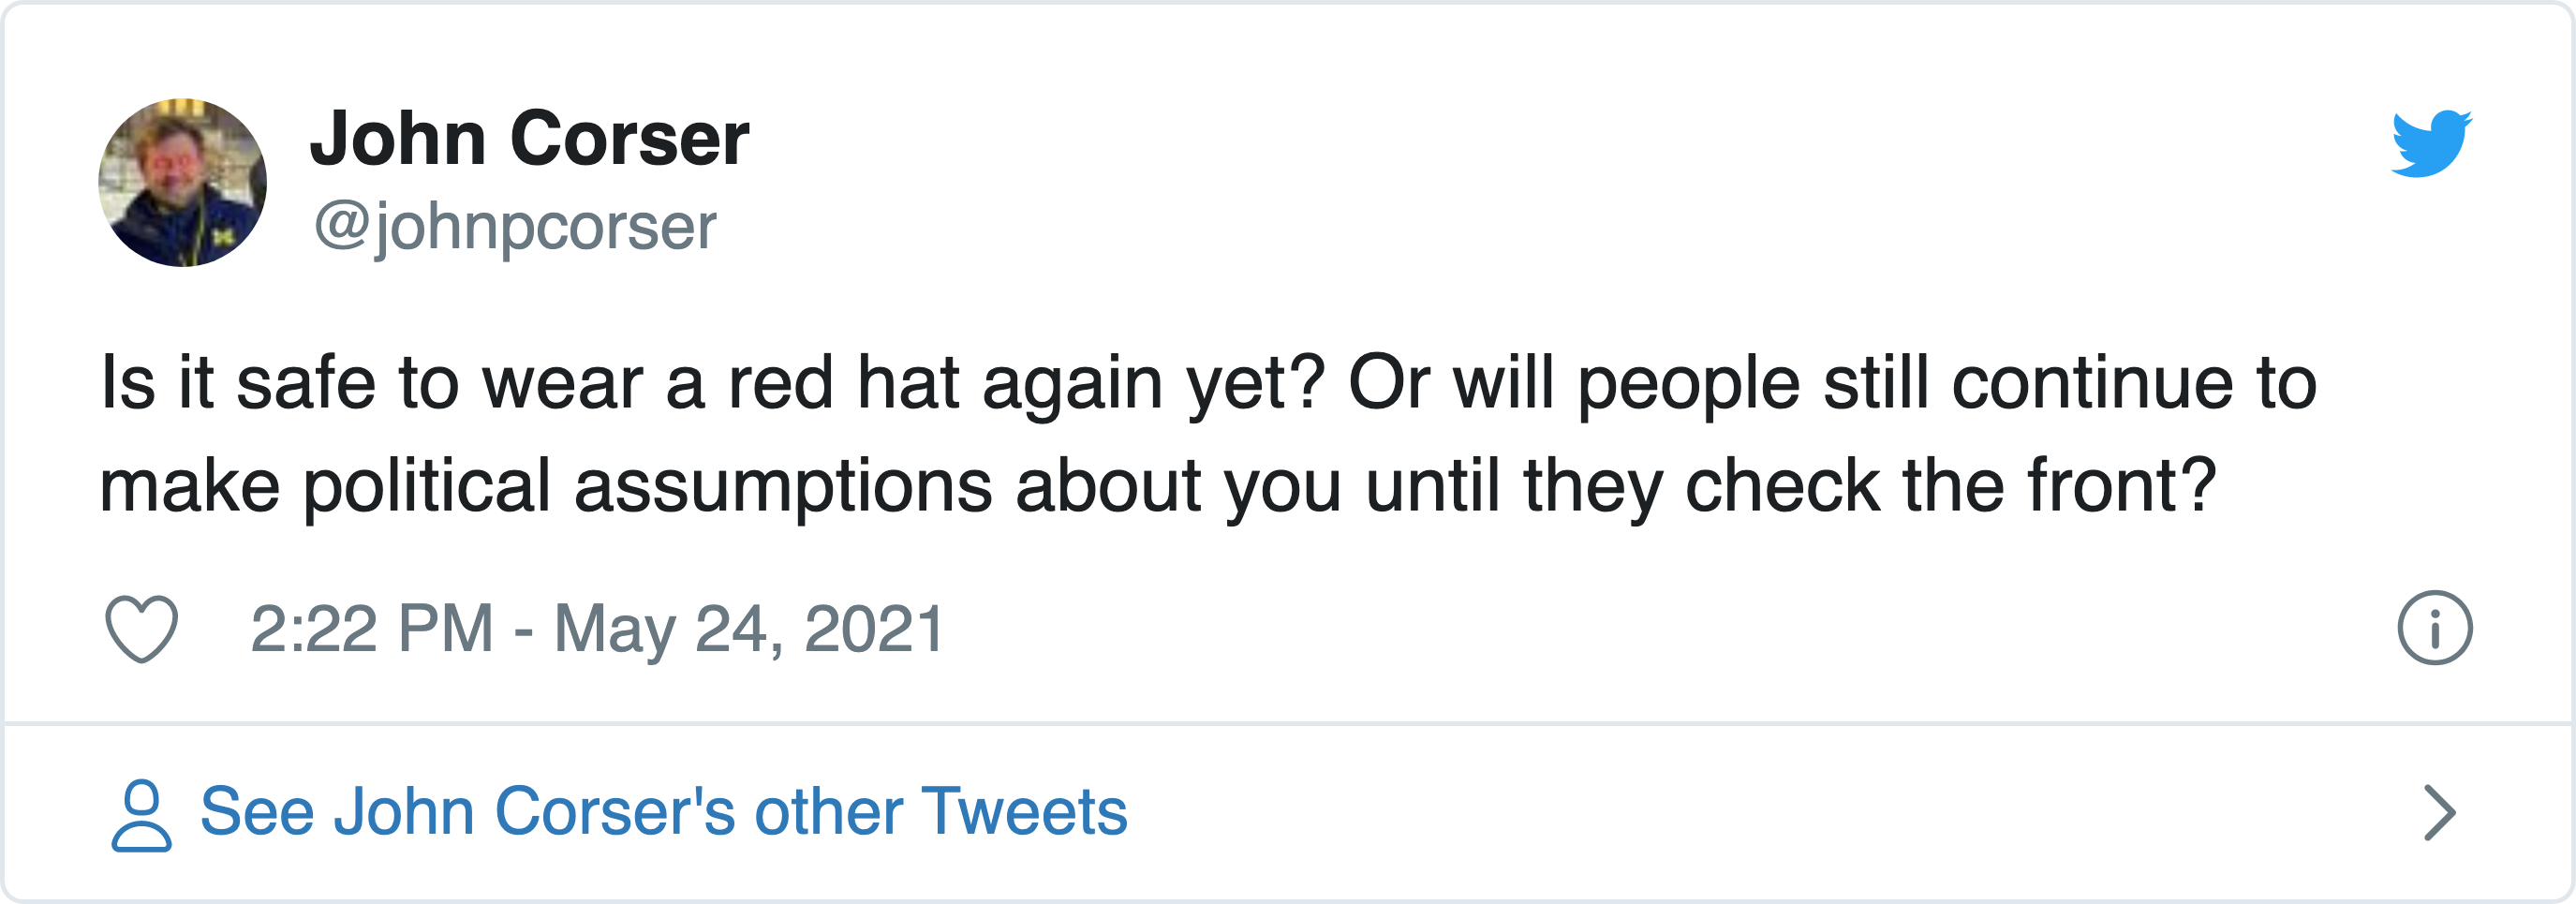 John Corser
@johnpcorser
Is it safe to wear a red hat again yet? Or will people still continue to
make political assumptions about you until they check the front?
2:22 PM - May 24, 2021
See John Corser's other Tweets